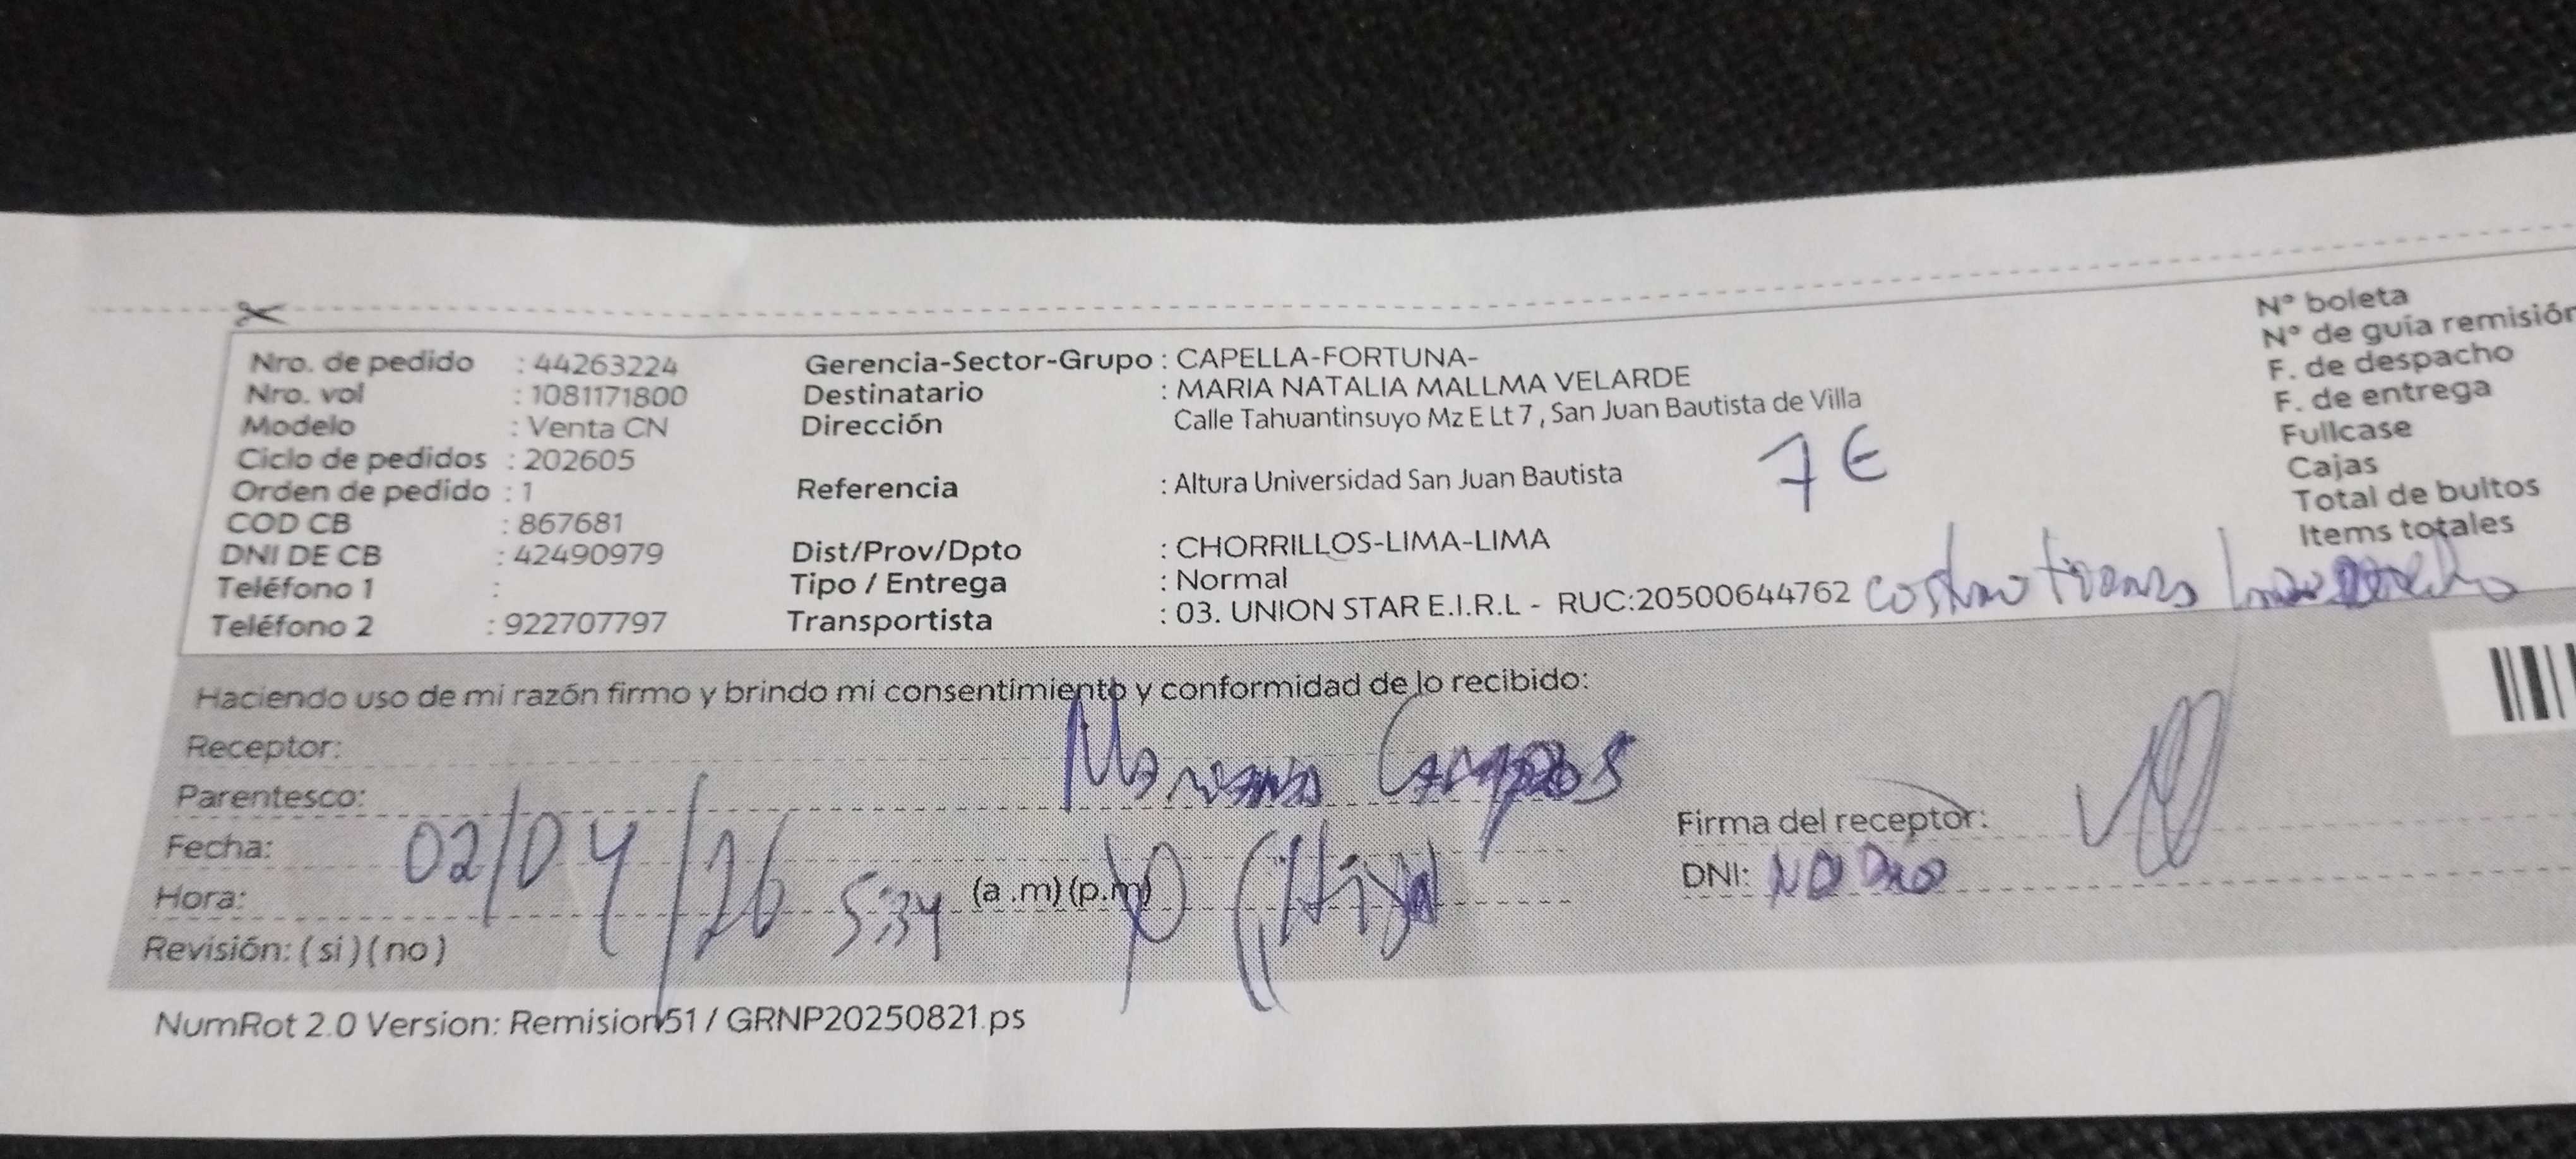 Nro. de pedido : 44263224
Nro. vol : 1081171800
Modelo : Venta CN
Ciclo de pedidos : 202605
Orden de pedido : 1
COD CB : 867681
DNI DE CB : 42490979
Teléfono 1 :
Teléfono 2 : 922707797
Gerencia-Sector-Grupo : CAPELLA-FORTUNA-
Destinatario : MARIA NATALIA MALLMA VELARDE
Dirección Calle Tahuantinsuyo Mz E Lt 7 , San Juan Bautista de Villa
7 E
Referencia : Altura Universidad San Juan Bautista
Dist/Prov/Dpto : CHORRILLOS-LIMA-LIMA
Tipo / Entrega : Normal
Transportista : 03. UNION STAR E.I.R.L - RUC:20500644762
N° boleta
N° de guía remisión
F. de despacho
F. de entrega
Fullcase
Cajas
Total de bultos
Items totales
Haciendo uso de mi razón firmo y brindo mi consentimiento y conformidad de lo recibido:
Receptor: Campos
Parentesco: (Hija
Fecha: 02/04/26
Hora: 5:34 (a .m) (p.m)
Revisión: ( si ) ( no )
Firma del receptor:
DNI: NO DIO
NumRot 2.0 Version: Remision51 / GRNP20250821.ps